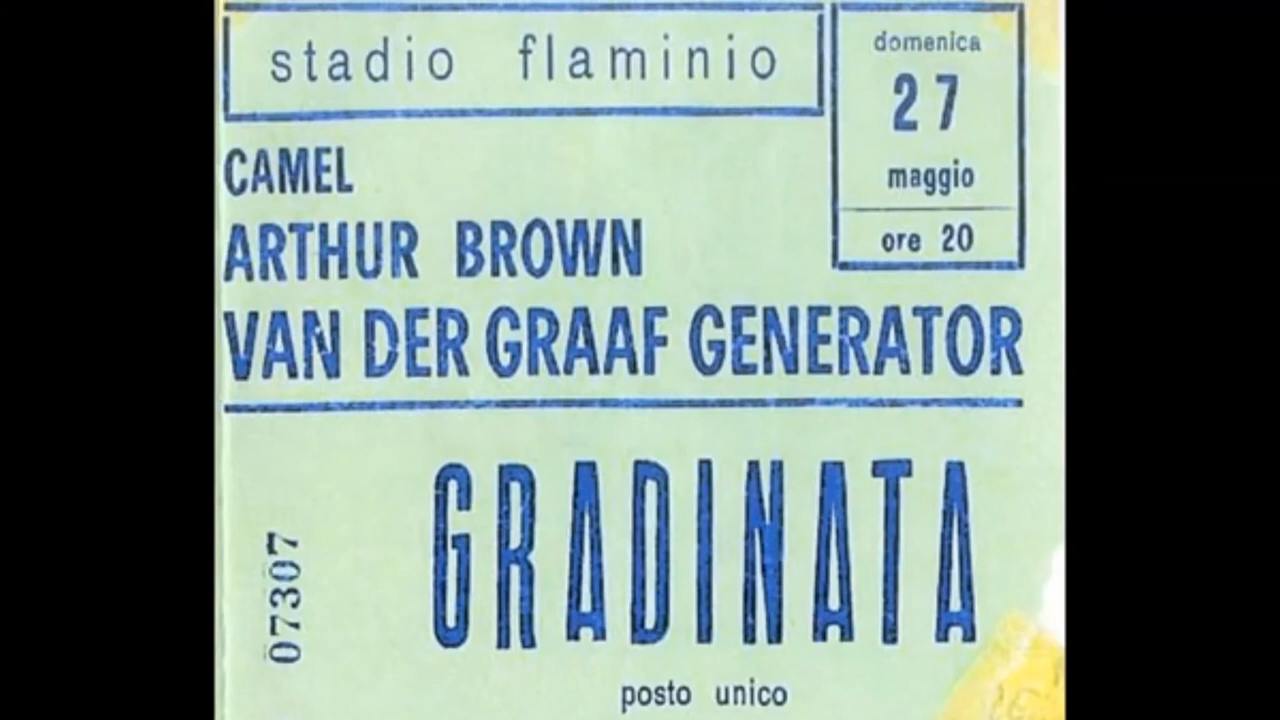 stadio flaminio
domenica
27
maggio
ore 20
CAMEL
ARTHUR BROWN
VAN DER GRAAF GENERATOR
GRADINATA
07307
posto unico